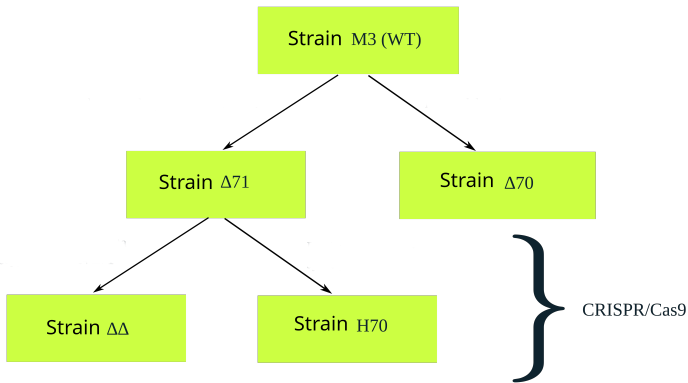 Strain M3 (WT)
Strain Δ71
Strain Δ70
Strain ΔΔ
Strain H70
CRISPR/Cas9